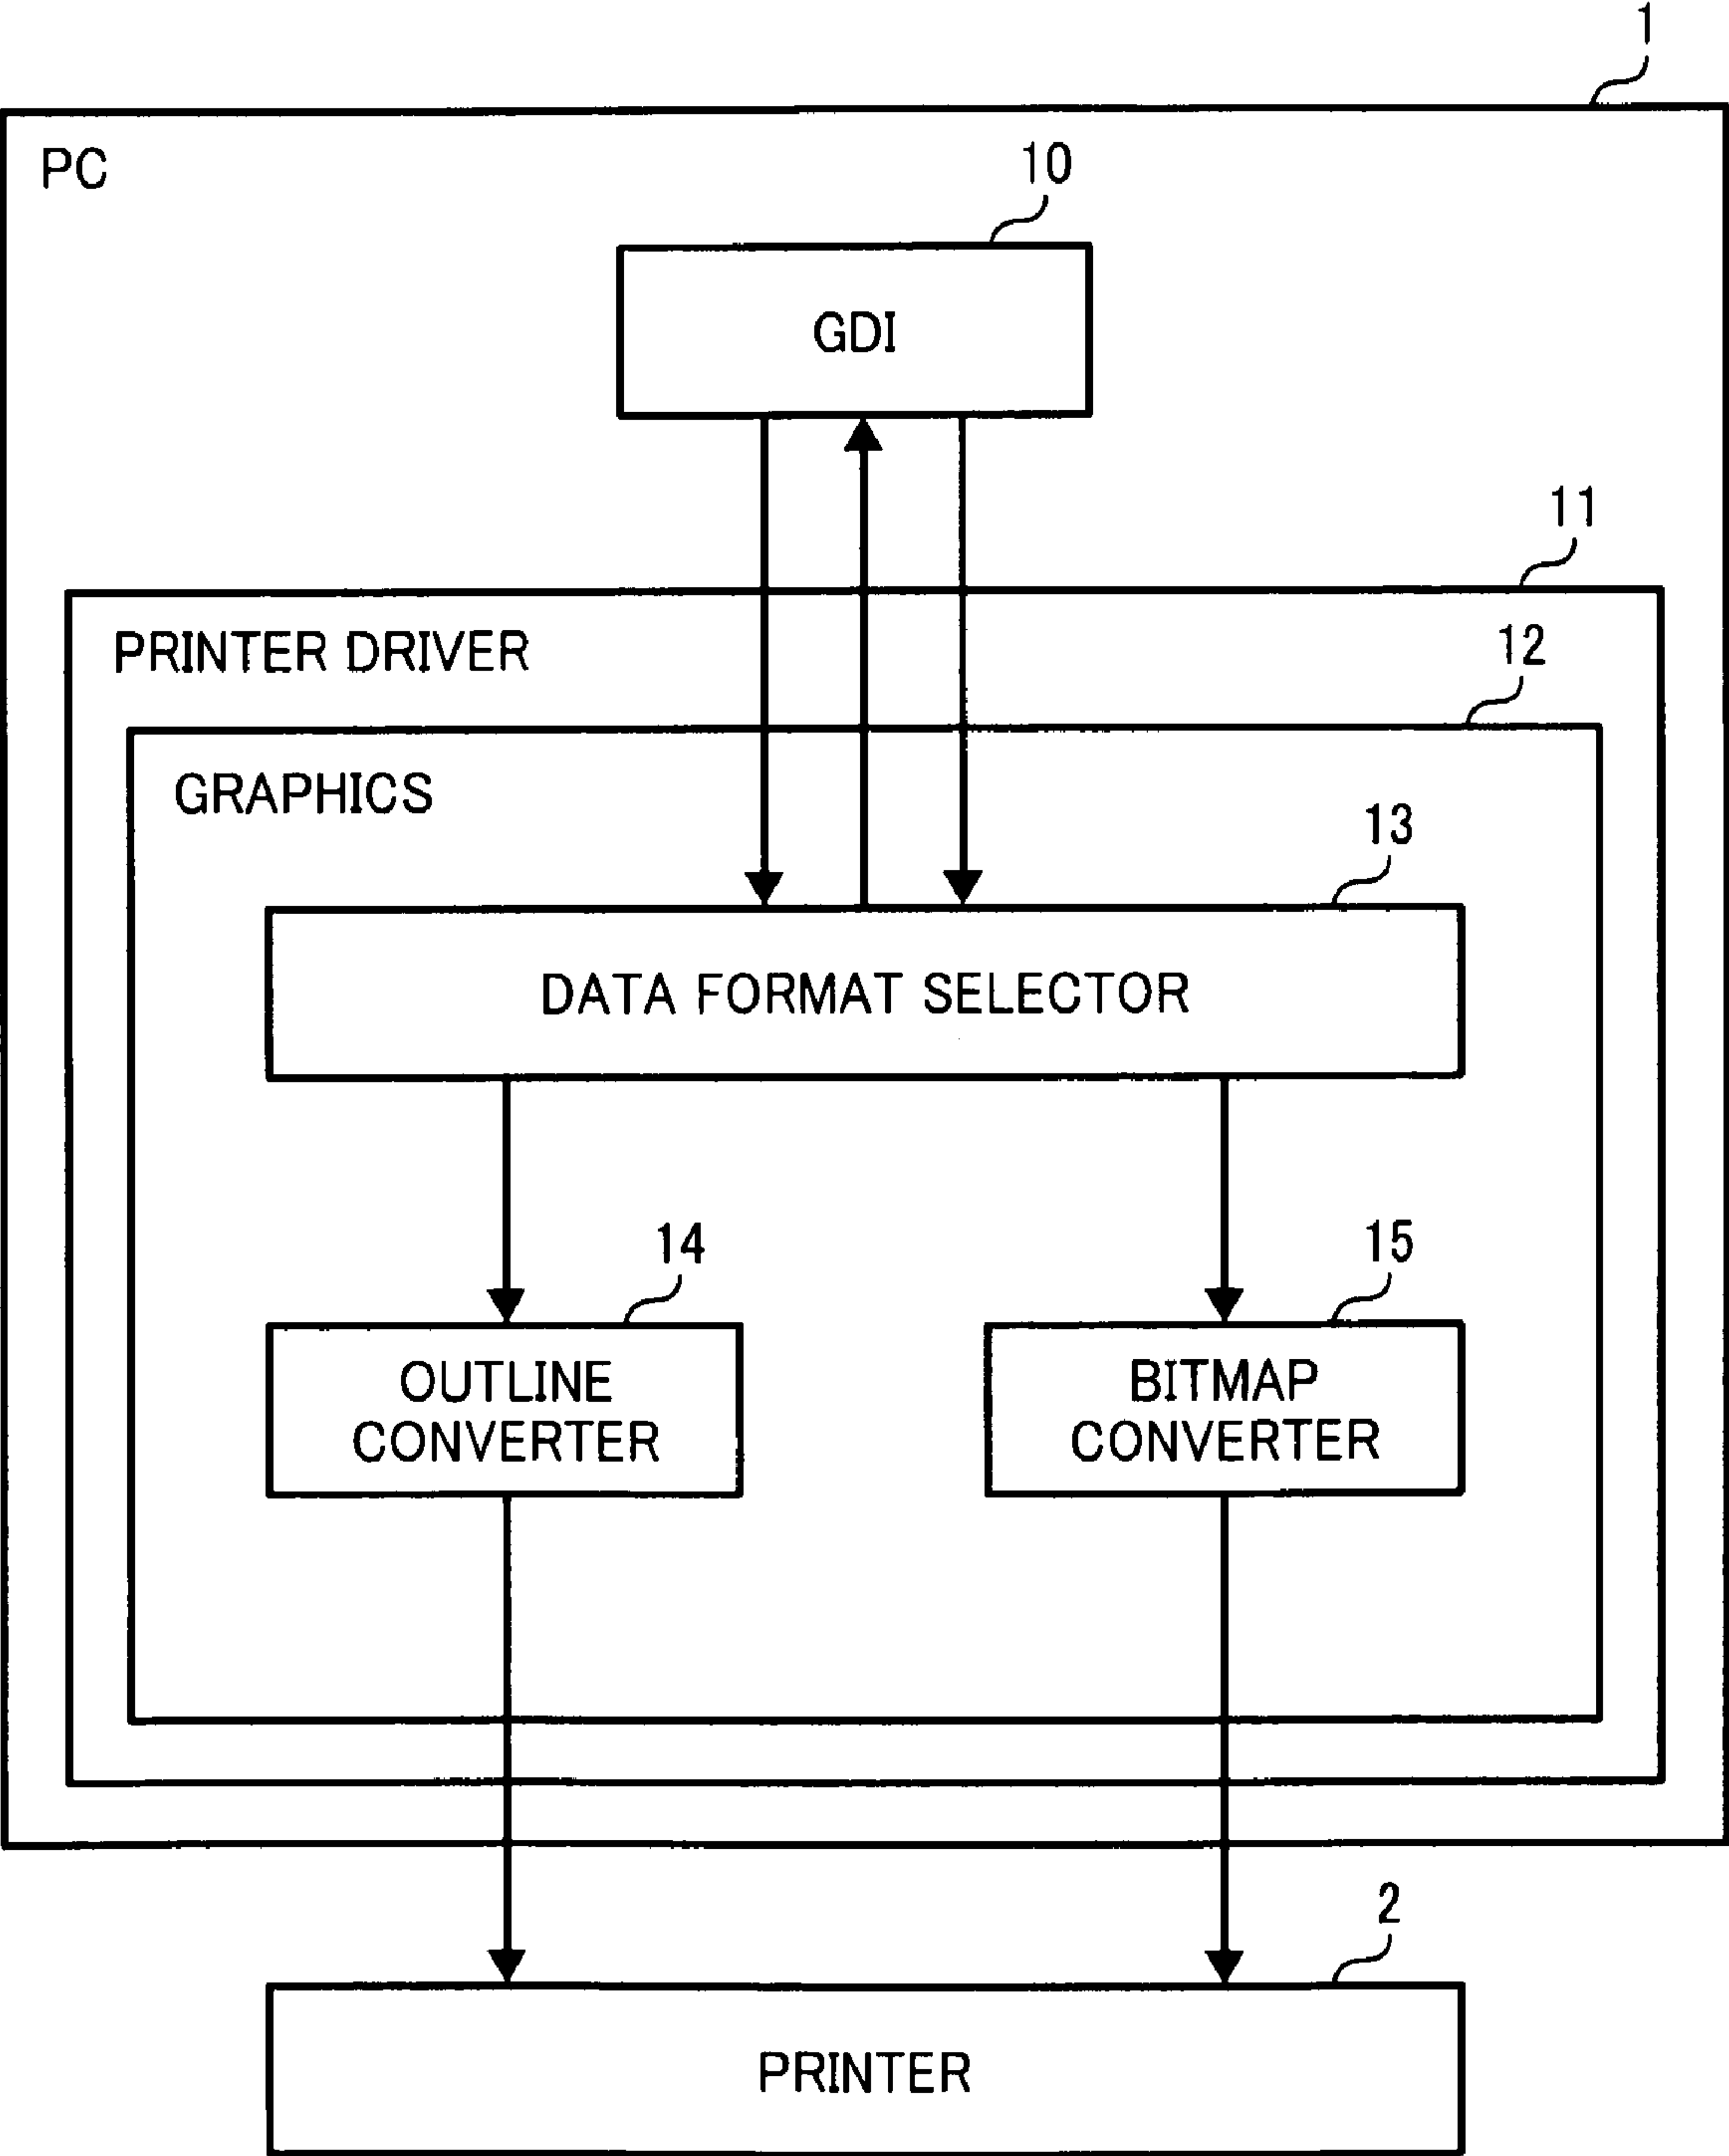 1
PC
10
GDI
11
PRINTER DRIVER
12
GRAPHICS
13
DATA FORMAT SELECTOR
14
15
OUTLINE
CONVERTER
BITMAP
CONVERTER
2
PRINTER